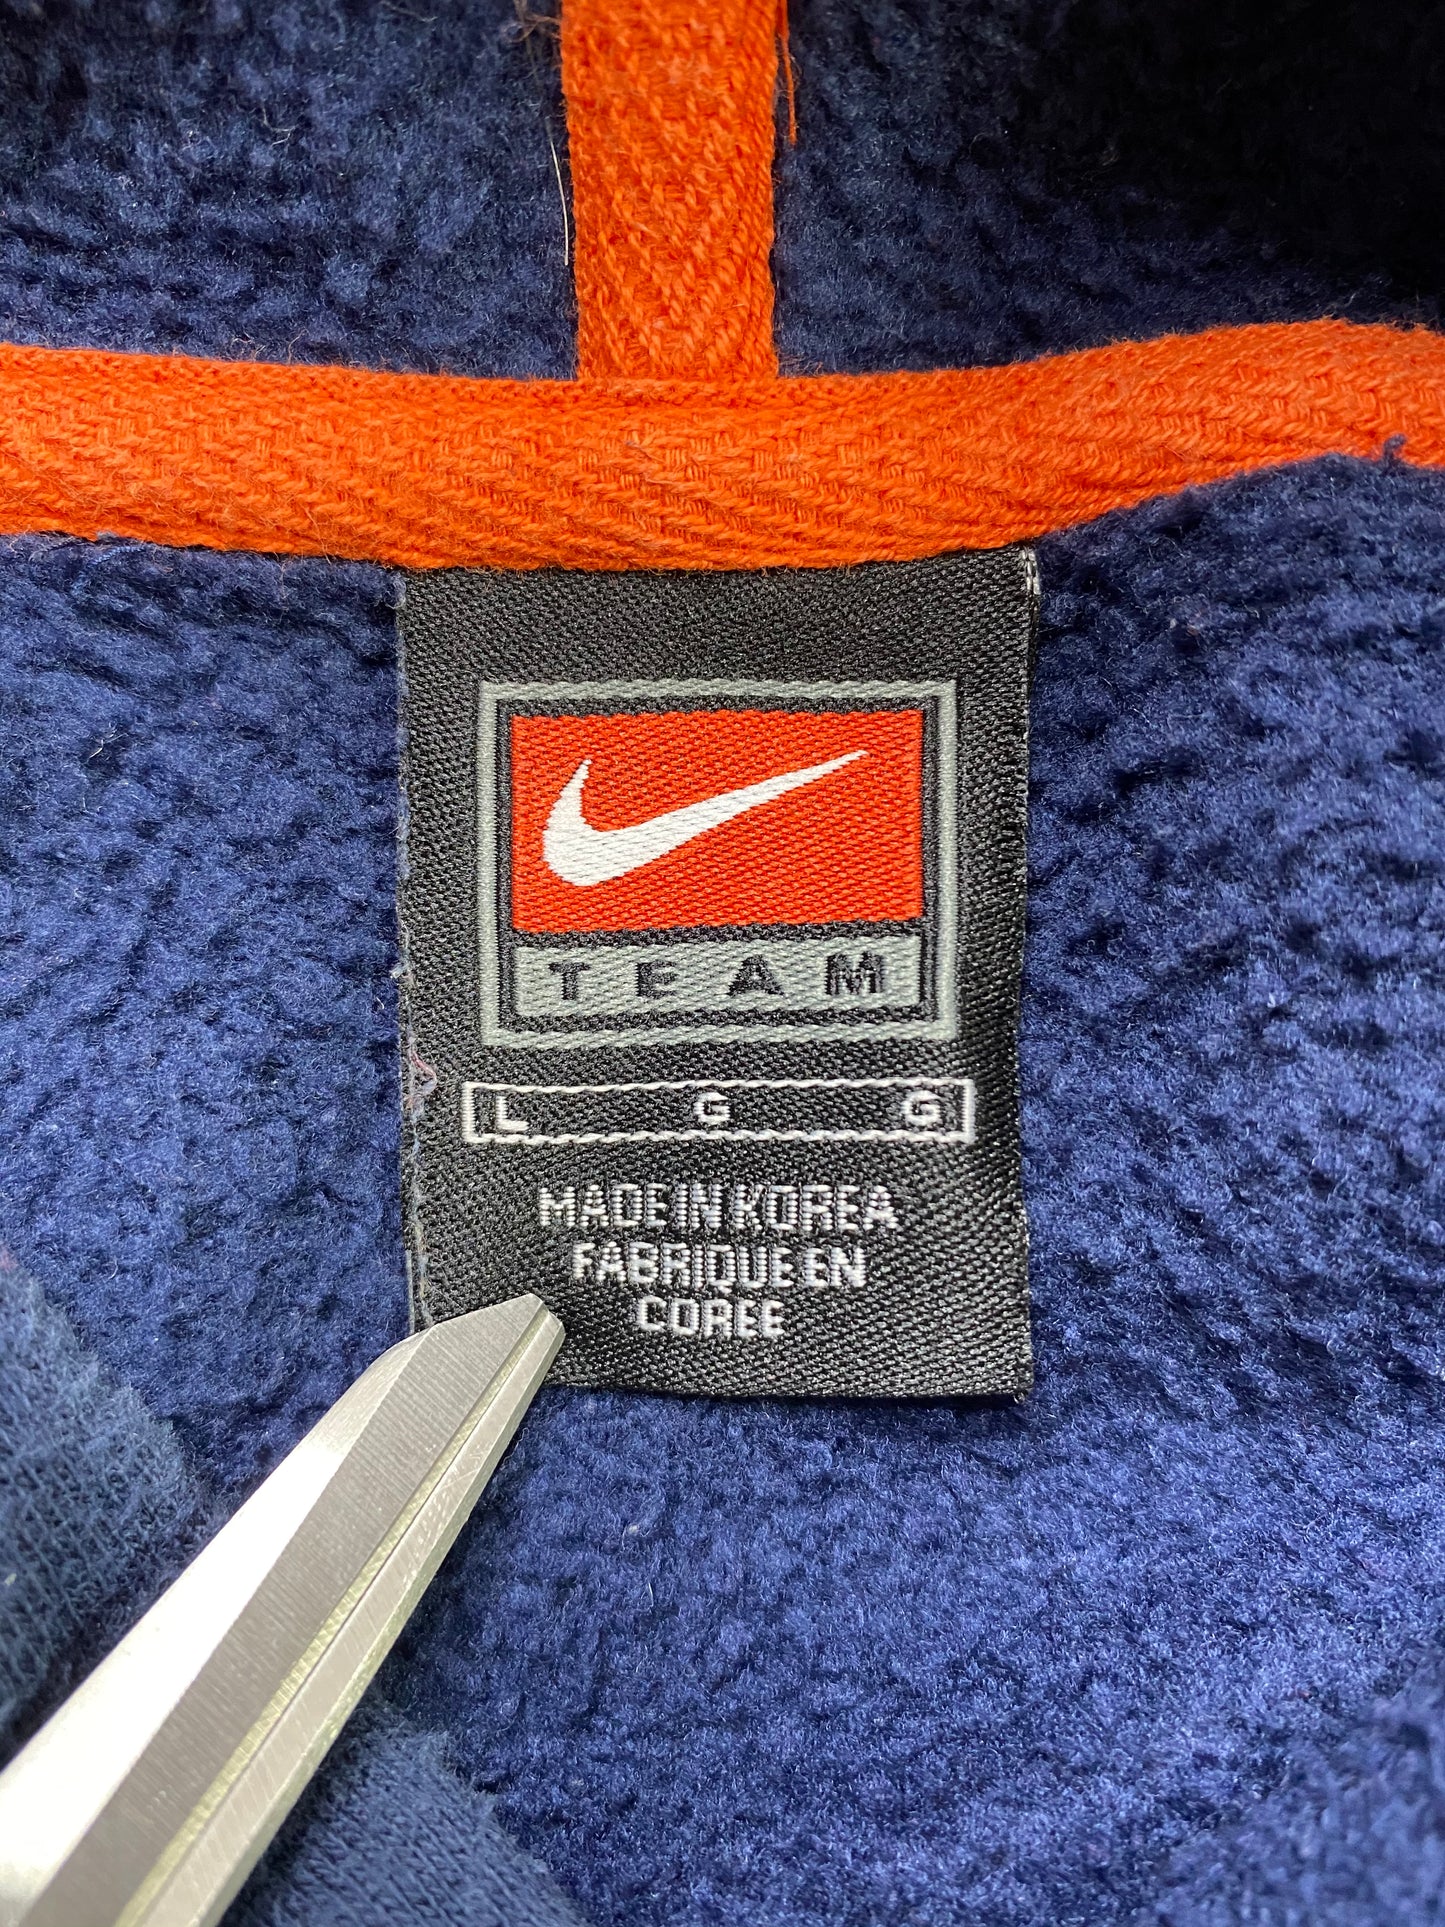 TEAM
L G G
MADE IN KOREA
FABRIQUE EN
COREE